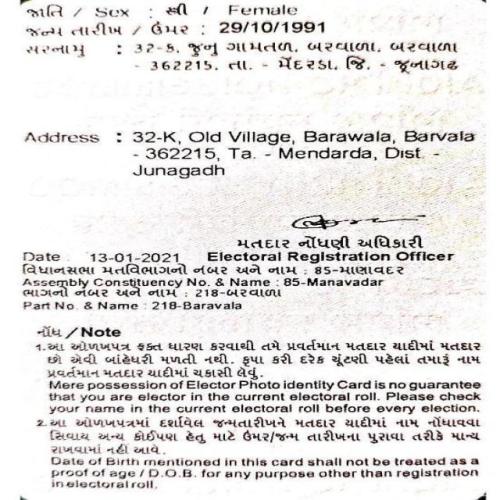 જાતિ / Sex : સ્ત્રી / Female
જન્મ તારીખ / ઉંમર : 29/10/1991
સરનામુ : 32-ક, જુનુ ગામતળ, બરવાળા, બરવાળા
- 362215, તા. - મેંદરડા, જિ. - જૂનાગઢ
Address : 32-K, Old Village, Barawala, Barvala
- 362215, Ta. - Mendarda, Dist. -
Junagadh
મતદાર નોંધણી અધિકારી
Date : 13-01-2021 Electoral Registration Officer
વિધાનસભા મતવિભાગનો નંબર અને નામ : 85-માણાવદર
Assembly Constituency No. & Name : 85-Manavadar
ભાગનો નંબર અને નામ : 218-બરવાળા
Part No. & Name : 218-Baravala
નોંધ / Note
1. આ ઓળખપત્ર ફક્ત ધારણ કરવાથી તમે પ્રવર્તમાન મતદાર યાદીમાં મતદાર
છો એવી બાંહેધરી મળતી નથી. કૃપા કરી દરેક ચૂંટણી પહેલાં તમારૂં નામ
પ્રવર્તમાન મતદાર યાદીમાં ચકાસી લેવું.
Mere possession of Elector Photo identity Card is no guarantee
that you are elector in the current electoral roll. Please check
your name in the current electoral roll before every election.
2. આ ઓળખપત્રમાં દર્શાવેલ જન્મતારીખને મતદાર યાદીમાં નામ નોંધાવવા
સિવાય અન્ય કોઈપણ હેતુ માટે ઉંમર/જન્મ તારીખના પુરાવા તરીકે માન્ય
રાખવામાં નહીં આવે.
Date of Birth mentioned in this card shall not be treated as a
proof of age / D.O.B. for any purpose other than registration
in electoral roll.